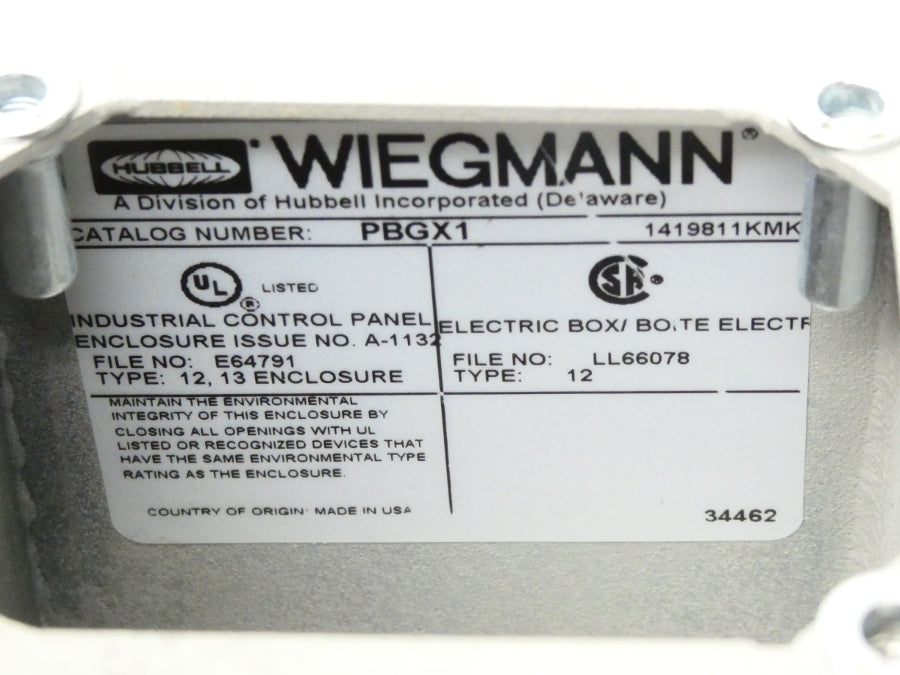 HUBBELL WIEGMANN®
A Division of Hubbell Incorporated (De'aware)
CATALOG NUMBER: PBGX1 1419811KMK
UL® LISTED
INDUSTRIAL CONTROL PANEL
ENCLOSURE ISSUE NO. A-1132
FILE NO: E64791
TYPE: 12, 13 ENCLOSURE
SA®
ELECTRIC BOX/ BOITE ELECTR
FILE NO: LL66078
TYPE: 12
MAINTAIN THE ENVIRONMENTAL
INTEGRITY OF THIS ENCLOSURE BY
CLOSING ALL OPENINGS WITH UL
LISTED OR RECOGNIZED DEVICES THAT
HAVE THE SAME ENVIRONMENTAL TYPE
RATING AS THE ENCLOSURE.
COUNTRY OF ORIGIN: MADE IN USA
34462